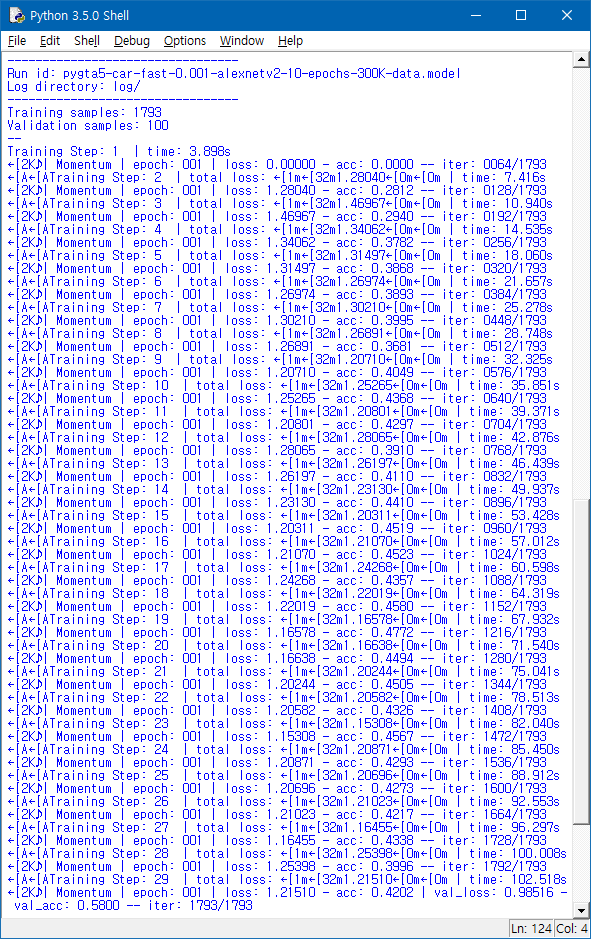 Python 3.5.0 Shell
File Edit Shell Debug Options Window Help
---------------------------------
Run id: pygta5-car-fast-0.001-alexnetv2-10-epochs-300K-data.model
Log directory: log/
---------------------------------
Training samples: 1793
Validation samples: 100
--
Training Step: 1  | time: 3.898s
←[2K♪| Momentum | epoch: 001 | loss: 0.00000 - acc: 0.0000 -- iter: 0064/1793
←[A←[ATraining Step: 2  | total loss: ←[1m←[32m1.28040←[0m←[0m | time: 7.416s
←[2K♪| Momentum | epoch: 001 | loss: 1.28040 - acc: 0.2812 -- iter: 0128/1793
←[A←[ATraining Step: 3  | total loss: ←[1m←[32m1.46967←[0m←[0m | time: 10.940s
←[2K♪| Momentum | epoch: 001 | loss: 1.46967 - acc: 0.2940 -- iter: 0192/1793
←[A←[ATraining Step: 4  | total loss: ←[1m←[32m1.34062←[0m←[0m | time: 14.535s
←[2K♪| Momentum | epoch: 001 | loss: 1.34062 - acc: 0.3782 -- iter: 0256/1793
←[A←[ATraining Step: 5  | total loss: ←[1m←[32m1.31497←[0m←[0m | time: 18.060s
←[2K♪| Momentum | epoch: 001 | loss: 1.31497 - acc: 0.3868 -- iter: 0320/1793
←[A←[ATraining Step: 6  | total loss: ←[1m←[32m1.26974←[0m←[0m | time: 21.657s
←[2K♪| Momentum | epoch: 001 | loss: 1.26974 - acc: 0.3893 -- iter: 0384/1793
←[A←[ATraining Step: 7  | total loss: ←[1m←[32m1.30210←[0m←[0m | time: 25.278s
←[2K♪| Momentum | epoch: 001 | loss: 1.30210 - acc: 0.3995 -- iter: 0448/1793
←[A←[ATraining Step: 8  | total loss: ←[1m←[32m1.26891←[0m←[0m | time: 28.748s
←[2K♪| Momentum | epoch: 001 | loss: 1.26891 - acc: 0.3681 -- iter: 0512/1793
←[A←[ATraining Step: 9  | total loss: ←[1m←[32m1.20710←[0m←[0m | time: 32.325s
←[2K♪| Momentum | epoch: 001 | loss: 1.20710 - acc: 0.4049 -- iter: 0576/1793
←[A←[ATraining Step: 10  | total loss: ←[1m←[32m1.25265←[0m←[0m | time: 35.851s
←[2K♪| Momentum | epoch: 001 | loss: 1.25265 - acc: 0.4368 -- iter: 0640/1793
←[A←[ATraining Step: 11  | total loss: ←[1m←[32m1.20801←[0m←[0m | time: 39.371s
←[2K♪| Momentum | epoch: 001 | loss: 1.20801 - acc: 0.4297 -- iter: 0704/1793
←[A←[ATraining Step: 12  | total loss: ←[1m←[32m1.28065←[0m←[0m | time: 42.876s
←[2K♪| Momentum | epoch: 001 | loss: 1.28065 - acc: 0.3910 -- iter: 0768/1793
←[A←[ATraining Step: 13  | total loss: ←[1m←[32m1.26197←[0m←[0m | time: 46.439s
←[2K♪| Momentum | epoch: 001 | loss: 1.26197 - acc: 0.4110 -- iter: 0832/1793
←[A←[ATraining Step: 14  | total loss: ←[1m←[32m1.23130←[0m←[0m | time: 49.937s
←[2K♪| Momentum | epoch: 001 | loss: 1.23130 - acc: 0.4410 -- iter: 0896/1793
←[A←[ATraining Step: 15  | total loss: ←[1m←[32m1.20311←[0m←[0m | time: 53.428s
←[2K♪| Momentum | epoch: 001 | loss: 1.20311 - acc: 0.4519 -- iter: 0960/1793
←[A←[ATraining Step: 16  | total loss: ←[1m←[32m1.21070←[0m←[0m | time: 57.012s
←[2K♪| Momentum | epoch: 001 | loss: 1.21070 - acc: 0.4523 -- iter: 1024/1793
←[A←[ATraining Step: 17  | total loss: ←[1m←[32m1.24268←[0m←[0m | time: 60.598s
←[2K♪| Momentum | epoch: 001 | loss: 1.24268 - acc: 0.4357 -- iter: 1088/1793
←[A←[ATraining Step: 18  | total loss: ←[1m←[32m1.22019←[0m←[0m | time: 64.319s
←[2K♪| Momentum | epoch: 001 | loss: 1.22019 - acc: 0.4580 -- iter: 1152/1793
←[A←[ATraining Step: 19  | total loss: ←[1m←[32m1.16578←[0m←[0m | time: 67.932s
←[2K♪| Momentum | epoch: 001 | loss: 1.16578 - acc: 0.4772 -- iter: 1216/1793
←[A←[ATraining Step: 20  | total loss: ←[1m←[32m1.16638←[0m←[0m | time: 71.540s
←[2K♪| Momentum | epoch: 001 | loss: 1.16638 - acc: 0.4494 -- iter: 1280/1793
←[A←[ATraining Step: 21  | total loss: ←[1m←[32m1.20244←[0m←[0m | time: 75.041s
←[2K♪| Momentum | epoch: 001 | loss: 1.20244 - acc: 0.4505 -- iter: 1344/1793
←[A←[ATraining Step: 22  | total loss: ←[1m←[32m1.20582←[0m←[0m | time: 78.513s
←[2K♪| Momentum | epoch: 001 | loss: 1.20582 - acc: 0.4326 -- iter: 1408/1793
←[A←[ATraining Step: 23  | total loss: ←[1m←[32m1.15308←[0m←[0m | time: 82.040s
←[2K♪| Momentum | epoch: 001 | loss: 1.15308 - acc: 0.4567 -- iter: 1472/1793
←[A←[ATraining Step: 24  | total loss: ←[1m←[32m1.20871←[0m←[0m | time: 85.450s
←[2K♪| Momentum | epoch: 001 | loss: 1.20871 - acc: 0.4293 -- iter: 1536/1793
←[A←[ATraining Step: 25  | total loss: ←[1m←[32m1.20696←[0m←[0m | time: 88.912s
←[2K♪| Momentum | epoch: 001 | loss: 1.20696 - acc: 0.4273 -- iter: 1600/1793
←[A←[ATraining Step: 26  | total loss: ←[1m←[32m1.21023←[0m←[0m | time: 92.553s
←[2K♪| Momentum | epoch: 001 | loss: 1.21023 - acc: 0.4217 -- iter: 1664/1793
←[A←[ATraining Step: 27  | total loss: ←[1m←[32m1.16455←[0m←[0m | time: 96.297s
←[2K♪| Momentum | epoch: 001 | loss: 1.16455 - acc: 0.4338 -- iter: 1728/1793
←[A←[ATraining Step: 28  | total loss: ←[1m←[32m1.25398←[0m←[0m | time: 100.008s
←[2K♪| Momentum | epoch: 001 | loss: 1.25398 - acc: 0.3996 -- iter: 1792/1793
←[A←[ATraining Step: 29  | total loss: ←[1m←[32m1.21510←[0m←[0m | time: 102.518s
←[2K♪| Momentum | epoch: 001 | loss: 1.21510 - acc: 0.4202 | val_loss: 0.98516 -
val_acc: 0.5800 -- iter: 1793/1793
Ln: 124 Col: 4